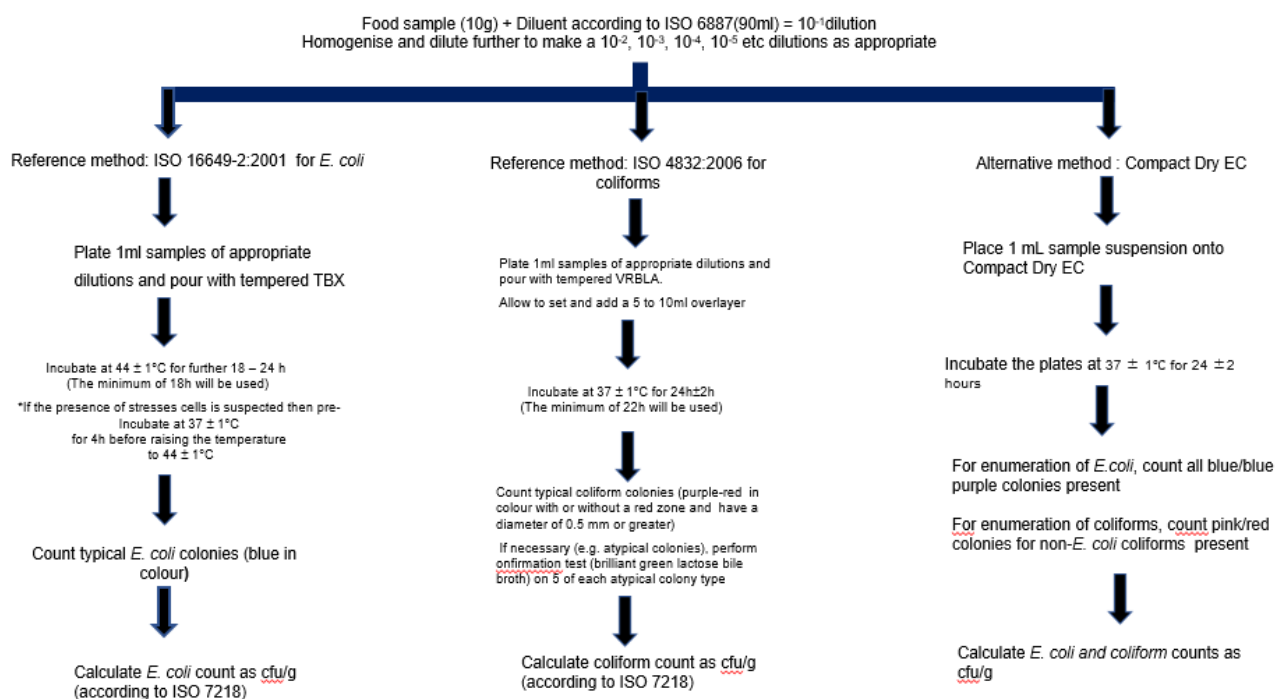 Food sample (10g) + Diluent according to ISO 6887(90ml) = 10⁻¹dilution
Homogenise and dilute further to make a 10⁻², 10⁻³, 10⁻⁴, 10⁻⁵ etc dilutions as appropriate
Reference method: ISO 16649-2:2001 for E. coli
Plate 1ml samples of appropriate
dilutions and pour with tempered TBX
Incubate at 44 ± 1°C for further 18 – 24 h
(The minimum of 18h will be used)
*If the presence of stresses cells is suspected then pre-
Incubate at 37 ± 1°C
for 4h before raising the temperature
to 44 ± 1°C
Count typical E. coli colonies (blue in
colour)
Calculate E. coli count as cfu/g
(according to ISO 7218)
Reference method: ISO 4832:2006 for
coliforms
Plate 1ml samples of appropriate dilutions and
pour with tempered VRBLA.
Allow to set and add a 5 to 10ml overlayer
Incubate at 37 ± 1°C for 24h±2h
(The minimum of 22h will be used)
Count typical coliform colonies (purple-red in
colour with or without a red zone and have a
diameter of 0.5 mm or greater)
If necessary (e.g. atypical colonies), perform
onfirmation test (brilliant green lactose bile
broth) on 5 of each atypical colony type
Calculate coliform count as cfu/g
(according to ISO 7218)
Alternative method : Compact Dry EC
Place 1 mL sample suspension onto
Compact Dry EC
Incubate the plates at 37 ± 1°C for 24 ±2
hours
For enumeration of E.coli, count all blue/blue
purple colonies present
For enumeration of coliforms, count pink/red
colonies for non-E. coli coliforms present
Calculate E. coli and coliform counts as
cfu/g